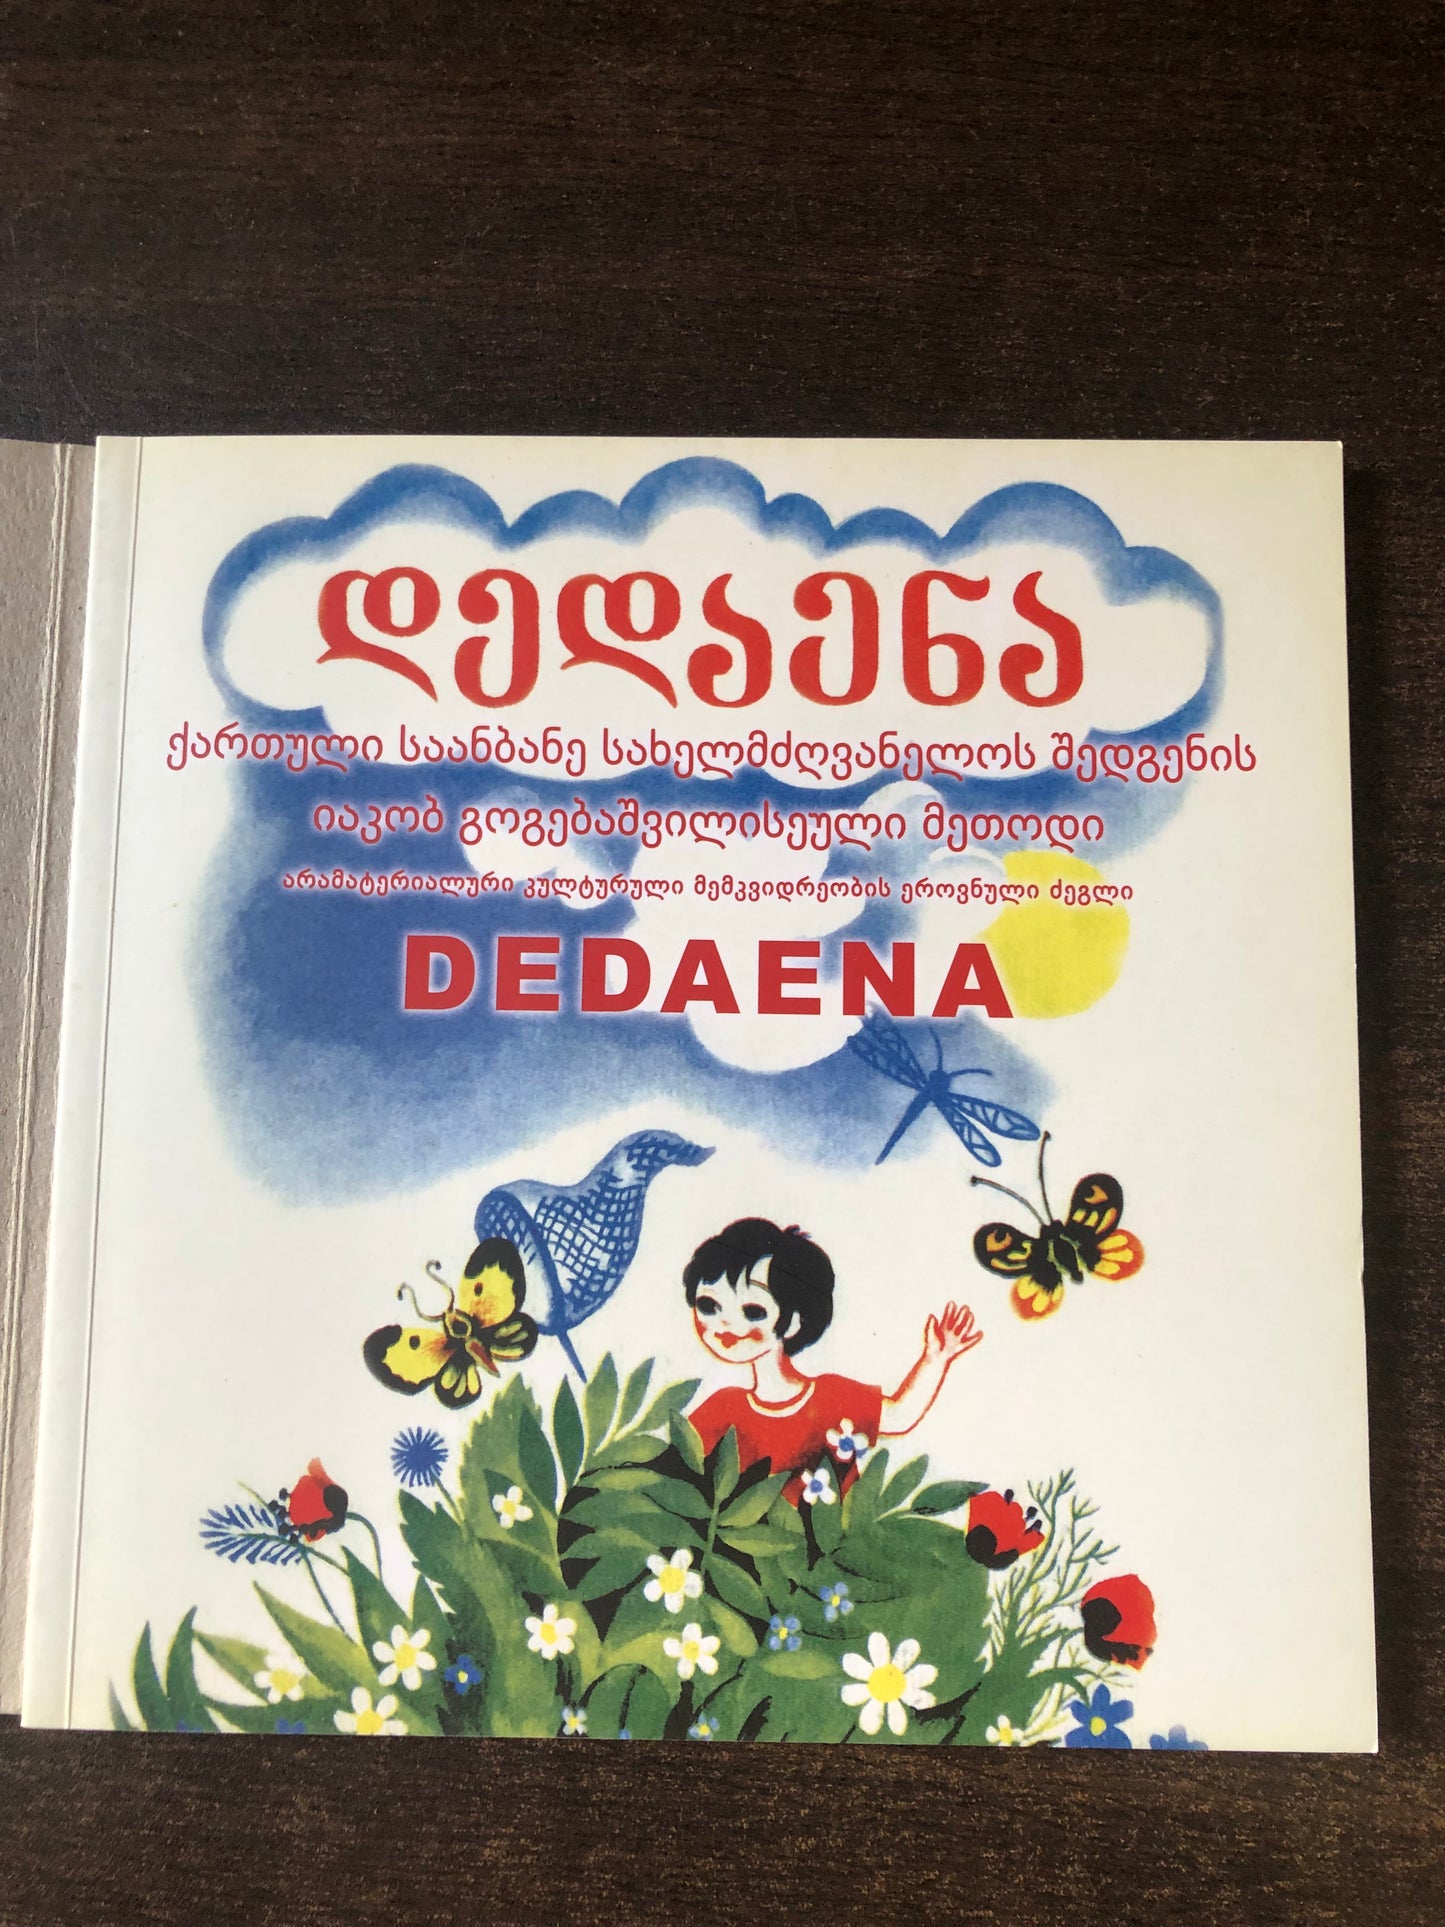 დედაენა
ქართული საანბანე სახელმძღვანელოს შედგენის
იაკობ გოგებაშვილისეული მეთოდი
არამატერიალური კულტურული მემკვიდრეობის ეროვნული ძეგლი
DEDAENA